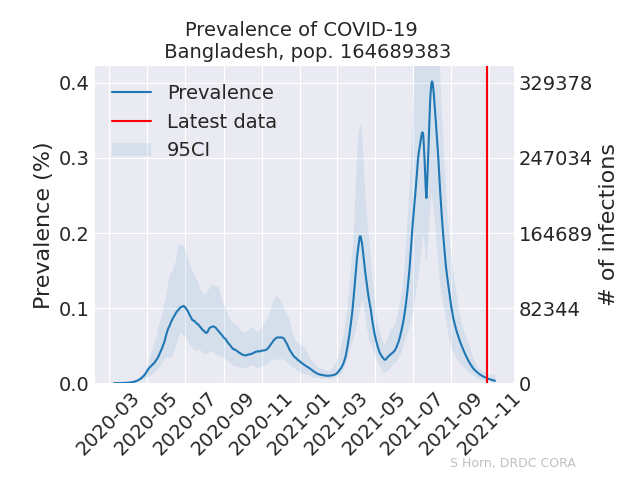 Prevalence of COVID-19
Bangladesh, pop. 164689383
Prevalence
Latest data
95CI
Prevalence (%)
0.4
0.3
0.2
0.1
0.0
329378
247034
164689
82344
0
# of infections
2020-03
2020-05
2020-07
2020-09
2020-11
2021-01
2021-03
2021-05
2021-07
2021-09
2021-11
S Horn, DRDC CORA